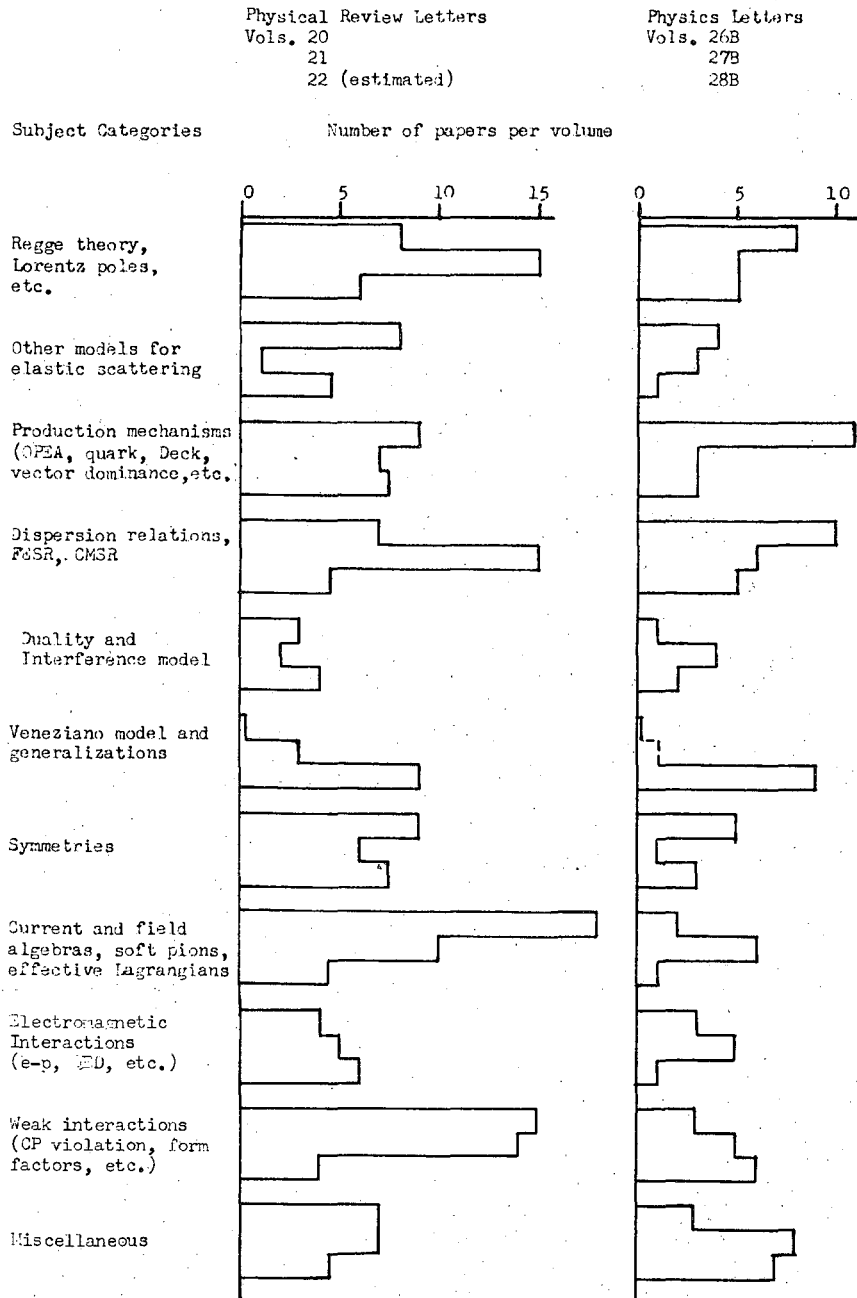 Physical Review Letters
Vols. 20
21
22 (estimated)
Physics Letters
Vols. 26B
27B
28B
Subject Categories
Number of papers per volume
0 5 10 15
0 5 10
Regge theory,
Lorentz poles,
etc.
Other models for
elastic scattering
Production mechanisms
(OPEA, quark, Deck,
vector dominance,etc.
Dispersion relations,
FESR, CMSR
Duality and
Interference model
Veneziano model and
generalizations
Symmetries
Current and field
algebras, soft pions,
effective Lagrangians
Electromagnetic
Interactions
(e-p, QED, etc.)
Weak interactions
(CP violation, form
factors, etc.)
Miscellaneous